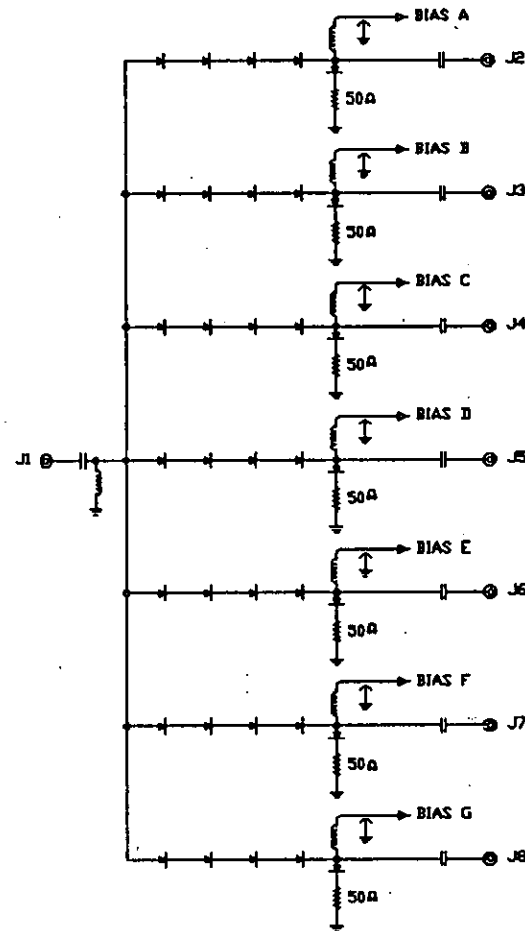 BIAS A
J2
50Ω
BIAS B
J3
50Ω
BIAS C
J4
50Ω
BIAS D
J1
J5
50Ω
BIAS E
J6
50Ω
BIAS F
J7
50Ω
BIAS G
J8
50Ω